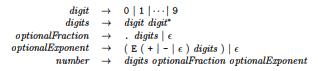 digit → 0 | 1 | ··· | 9
digits → digit digit*
optionalFraction → . digits | ϵ
optionalExponent → ( E ( + | - | ϵ ) digits ) | ϵ
number → digits optionalFraction optionalExponent